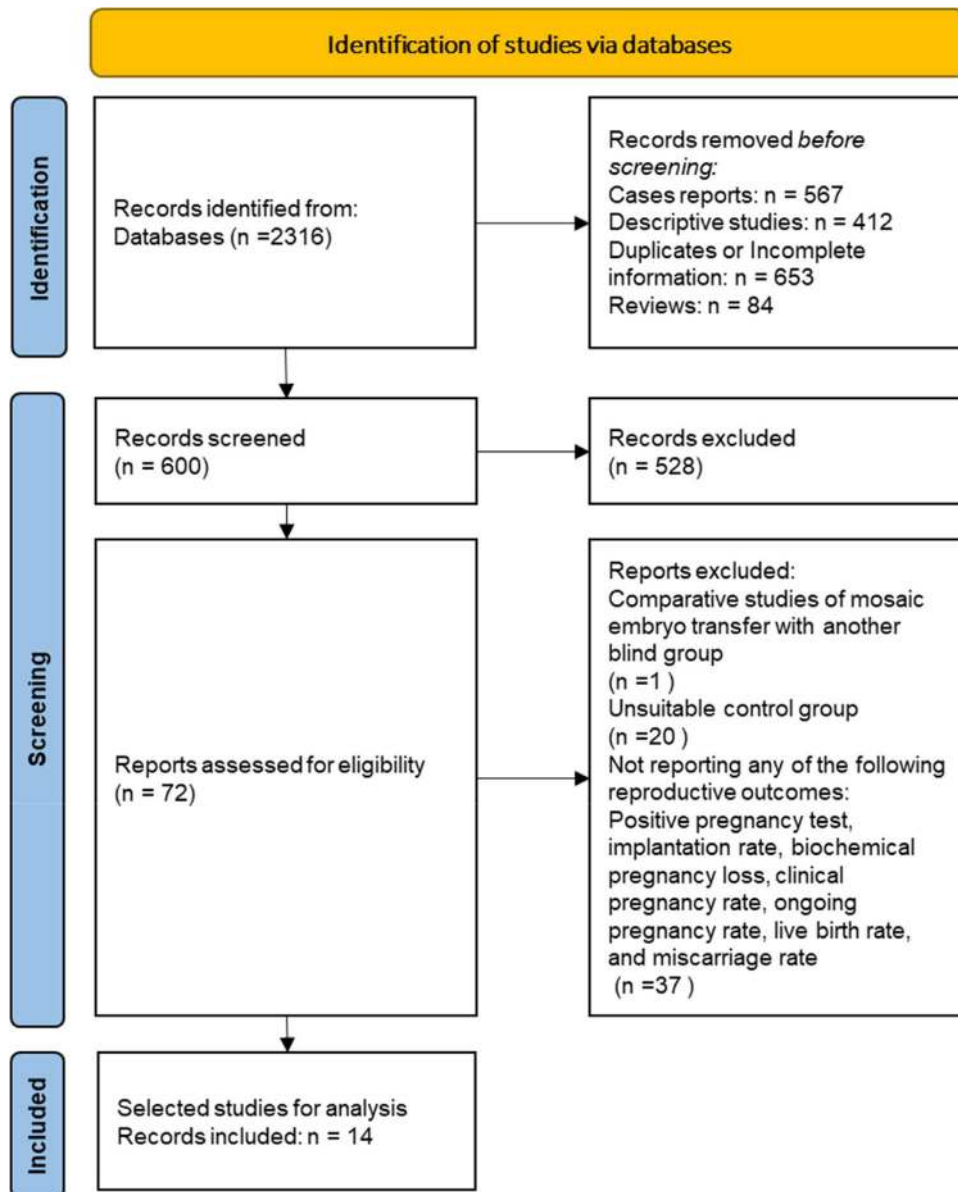 Identification of studies via databases
Identification
Records identified from:
Databases (n =2316)
Records removed before
screening:
Cases reports: n = 567
Descriptive studies: n = 412
Duplicates or Incomplete
information: n = 653
Reviews: n = 84
Screening
Records screened
(n = 600)
Records excluded
(n = 528)
Reports assessed for eligibility
(n = 72)
Reports excluded:
Comparative studies of mosaic
embryo transfer with another
blind group
(n =1 )
Unsuitable control group
(n =20 )
Not reporting any of the following
reproductive outcomes:
Positive pregnancy test,
implantation rate, biochemical
pregnancy loss, clinical
pregnancy rate, ongoing
pregnancy rate, live birth rate,
and miscarriage rate
(n =37 )
Included
Selected studies for analysis
Records included: n = 14